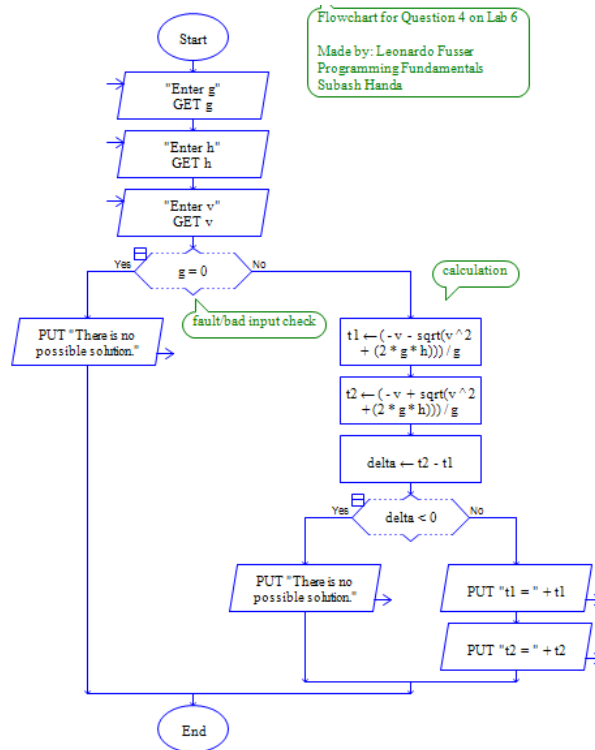 Flowchart for Question 4 on Lab 6
Made by: Leonardo Fusser
Programming Fundamentals
Subash Handa
Start
"Enter g"
GET g
"Enter h"
GET h
"Enter v"
GET v
g = 0
Yes
No
calculation
fault/bad input check
PUT "There is no
possible solution."
t1 ← ( - v - sqrt(v ^ 2
+ (2 * g * h))) / g
t2 ← ( - v + sqrt(v ^ 2
+ (2 * g * h))) / g
delta ← t2 - t1
delta < 0
Yes
No
PUT "There is no
possible solution."
PUT "t1 = " + t1
PUT "t2 = " + t2
End